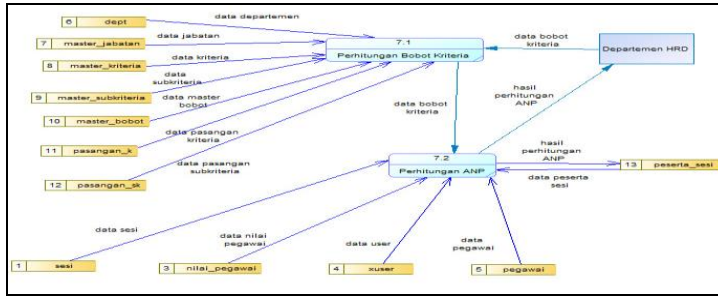 6 dept
data departemen
7 master_jabatan
data jabatan
8 master_kriteria
data kriteria
9 master_subkriteria
data
subkriteria
10 master_bobot
data master
bobot
11 pasangan_k
data pasangan
kriteria
12 pasangan_sk
data pasangan
subkriteria
7.1
Perhitungan Bobot Kriteria
data bobot
kriteria
Departemen HRD
data bobot
kriteria
hasil
perhitungan
ANP
7.2
Perhitungan ANP
hasil
perhitungan
ANP
13 peserta_sesi
data peserta
sesi
data sesi
data nilai
pegawai
data user
data
pegawai
1 sesi
3 nilai_pegawai
4 xuser
5 pegawai